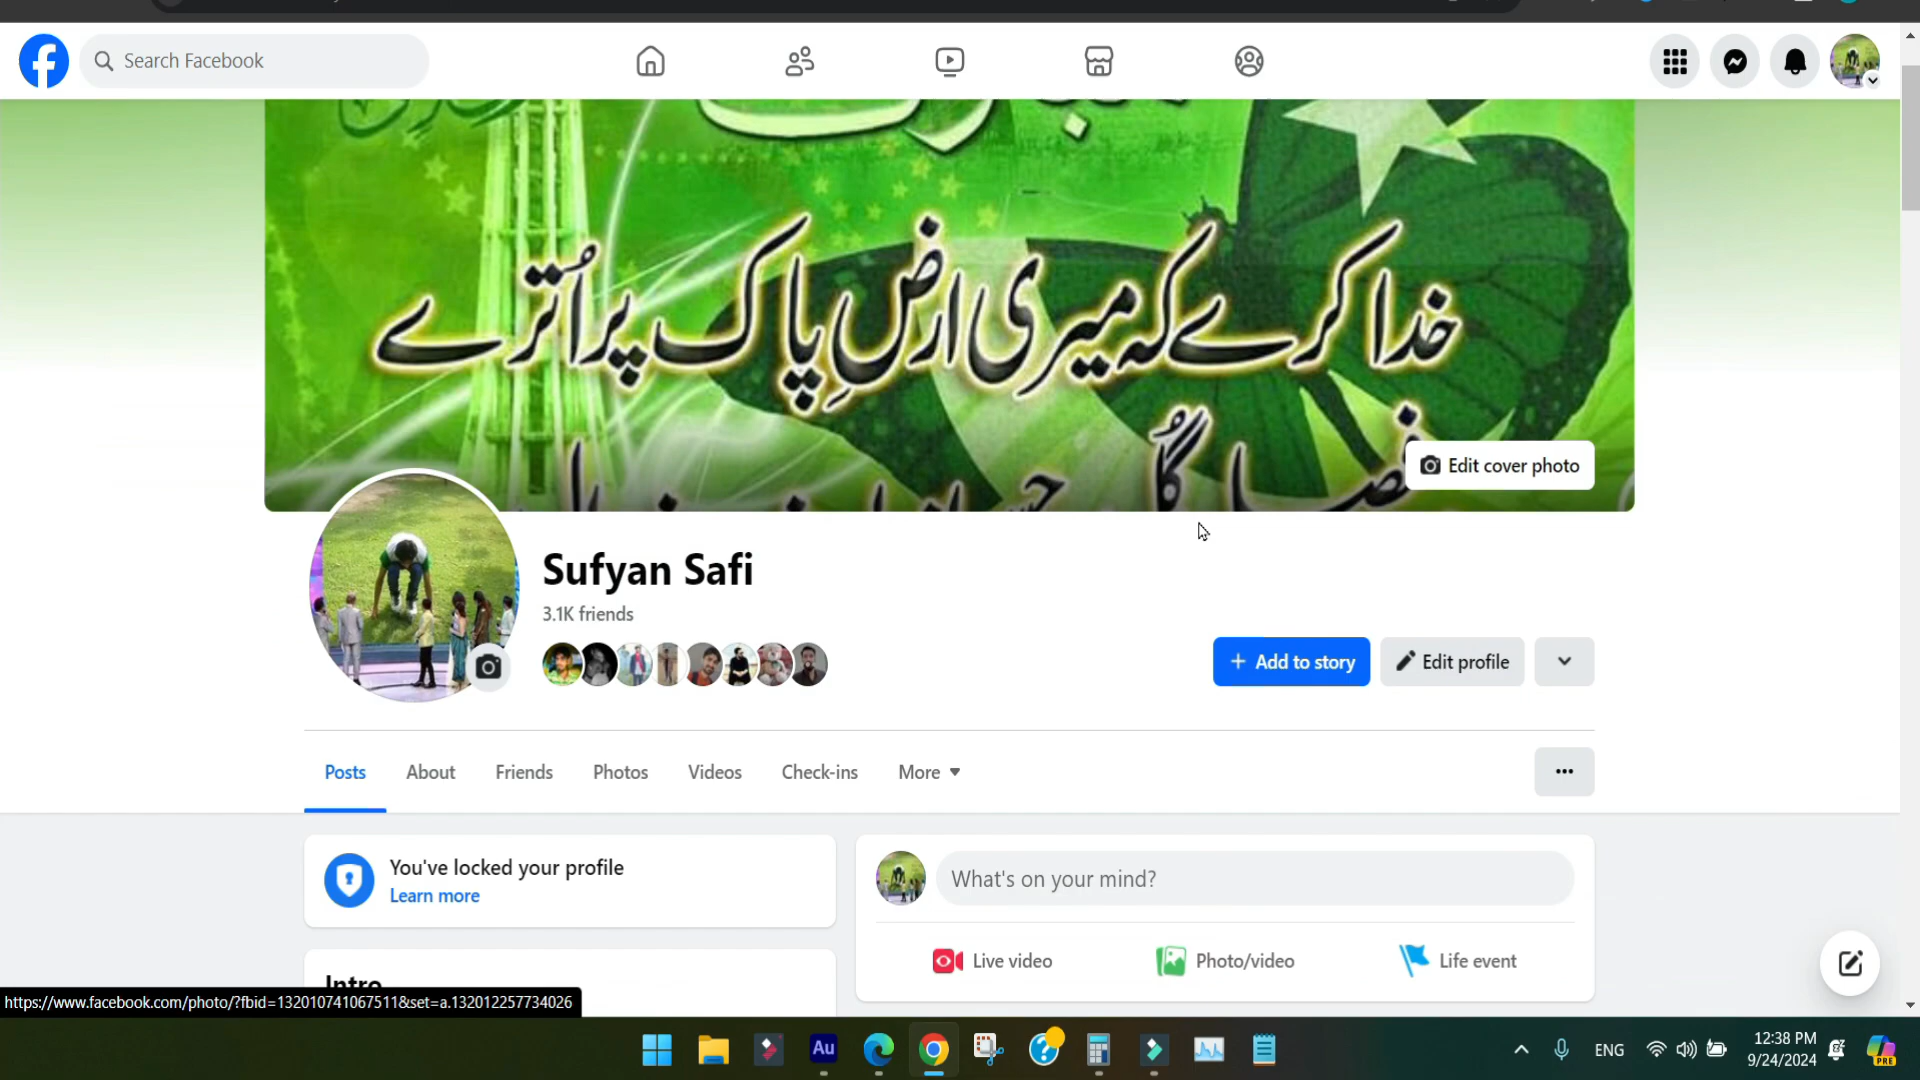 Search Facebook
خدا کرے کہ میری ارضِ پاک پر اُترے
Edit cover photo
Sufyan Safi
3.1K friends
+ Add to story
Edit profile
Posts
About
Friends
Photos
Videos
Check-ins
More
You've locked your profile
Learn more
What's on your mind?
Live video
Photo/video
Life event
Intro
https://www.facebook.com/photo/?fbid=132010741067511&set=a.132012257734026
Au
ENG
12:38 PM
9/24/2024
PRE